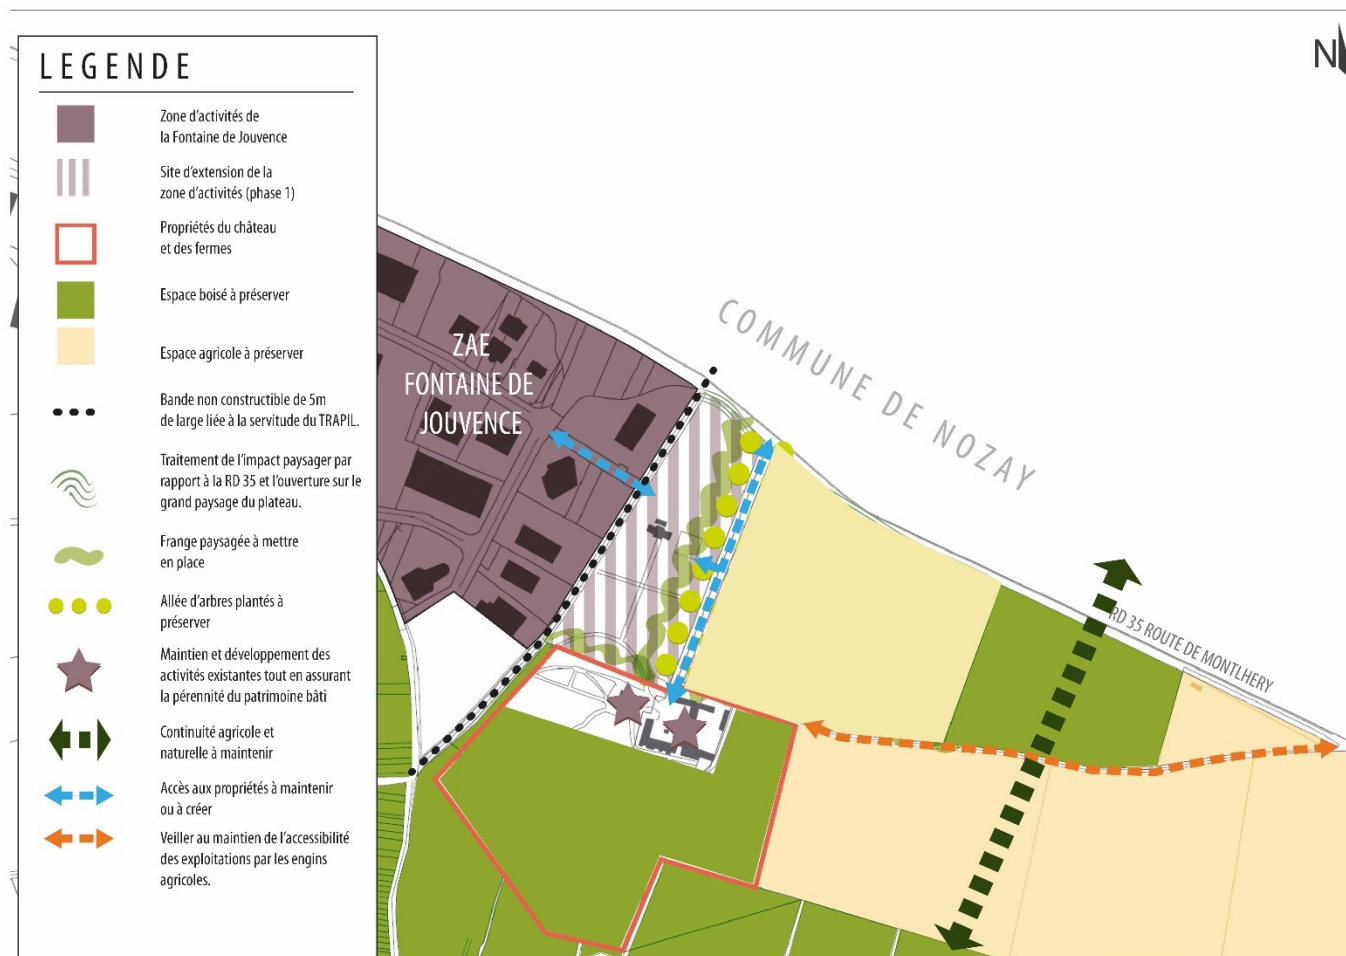 LEGENDE
Zone d'activités de
la Fontaine de Jouvence
Site d'extension de la
zone d'activités (phase 1)
Propriétés du château
et des fermes
Espace boisé à préserver
Espace agricole à préserver
Bande non constructible de 5m
de large liée à la servitude du TRAPIL.
Traitement de l'impact paysager par
rapport à la RD 35 et l'ouverture sur le
grand paysage du plateau.
Frange paysagée à mettre
en place
Allée d'arbres plantés à
préserver
Maintien et développement des
activités existantes tout en assurant
la pérennité du patrimoine bâti
Continuité agricole et
naturelle à maintenir
Accès aux propriétés à maintenir
ou à créer
Veiller au maintien de l'accessibilité
des exploitations par les engins
agricoles.
N
ZAE
FONTAINE DE
JOUVENCE
COMMUNE DE NOZAY
RD 35 ROUTE DE MONTLHERY